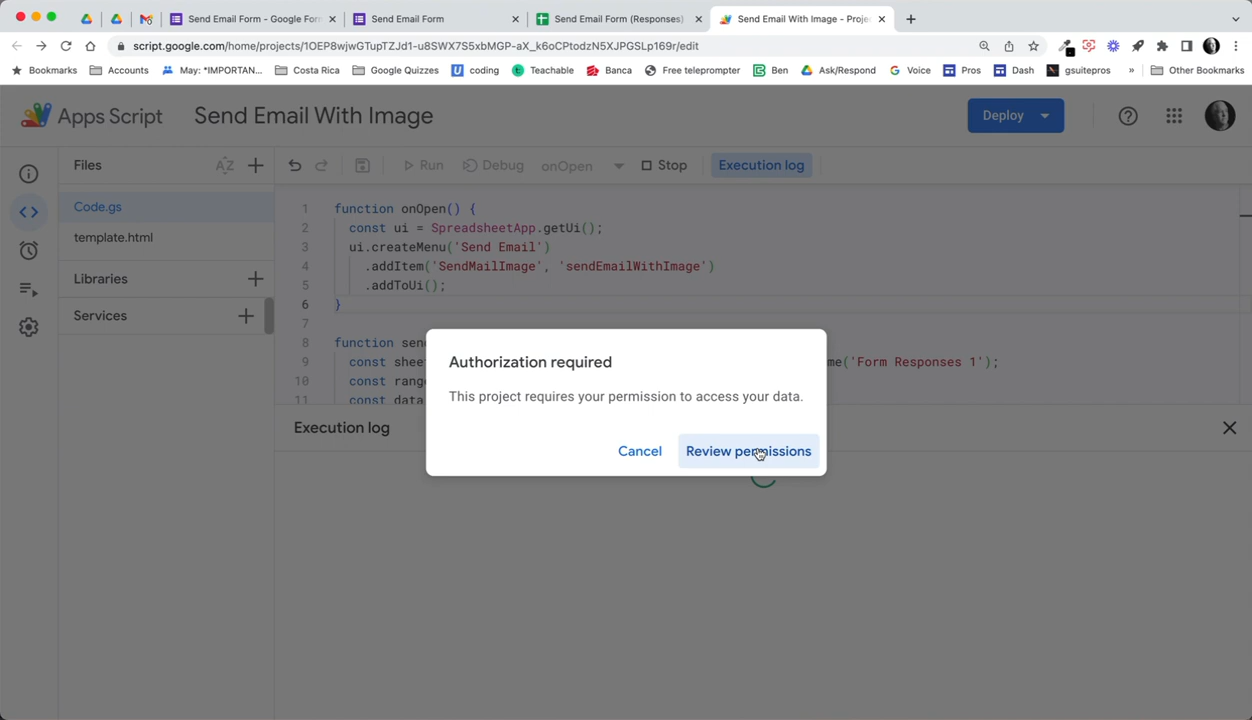 Send Email Form - Google For
Send Email Form
Send Email Form (Responses)
Send Email With Image - Proje
script.google.com/home/projects/1OEP8wjwGTupTZJd1-u8SWX7S5xbMGP-aX_k6oCPtodzN5XJPGSLp169r/edit
Bookmarks
Accounts
May: *IMPORTAN...
Costa Rica
Google Quizzes
coding
Teachable
Banca
Free teleprompter
Ben
Ask/Respond
Voice
Pros
Dash
gsuitepros
»
Other Bookmarks
Apps Script
Send Email With Image
Deploy
Files
AZ
Run
Debug
onOpen
Stop
Execution log
Code.gs
template.html
Libraries
Services
1 function onOpen() {
2 const ui = SpreadsheetApp.getUi();
3 ui.createMenu('Send Email')
4 .addItem('SendMailImage', 'sendEmailWithImage')
5 .addToUi();
6 }
7
8 function sen
9 const shee me('Form Responses 1');
10 const rang
11 const data
Execution log
Authorization required
This project requires your permission to access your data.
Cancel
Review permissions